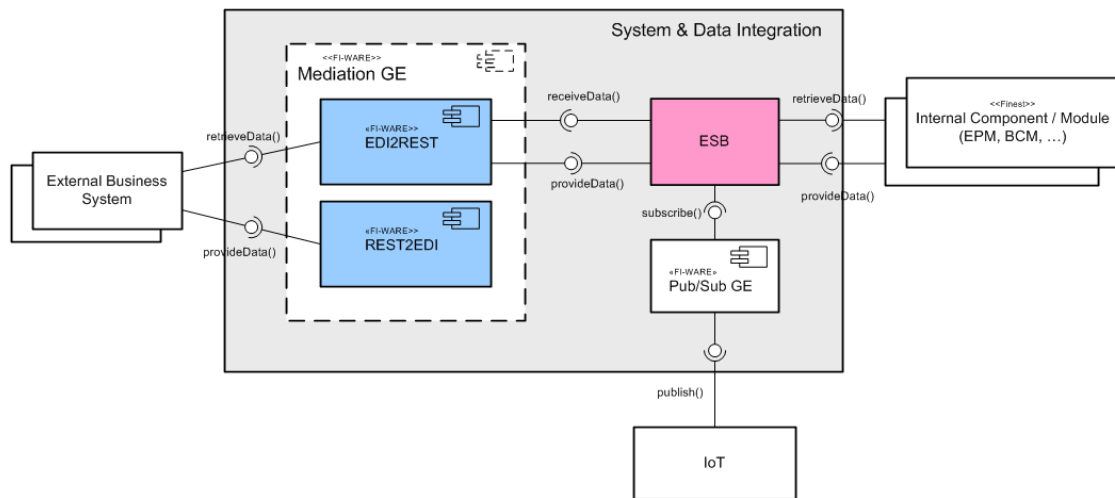 System & Data Integration
<<FI-WARE>>
Mediation GE
«FI-WARE>>
EDI2REST
«FI-WARE>>
REST2EDI
retrieveData()
provideData()
External Business
System
receiveData()
provideData()
ESB
subscribe()
«FI-WARE»
Pub/Sub GE
publish()
IoT
retrieveData()
provideData()
<<Finest>>
Internal Component / Module
(EPM, BCM, …)